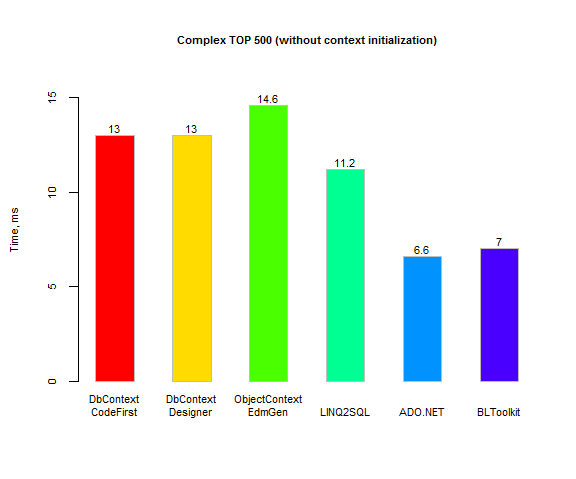 Complex TOP 500 (without context initialization)
Time, ms
15
10
5
0
13
13
14.6
11.2
6.6
7
DbContext
CodeFirst
DbContext
Designer
ObjectContext
EdmGen
LINQ2SQL
ADO.NET
BLToolkit